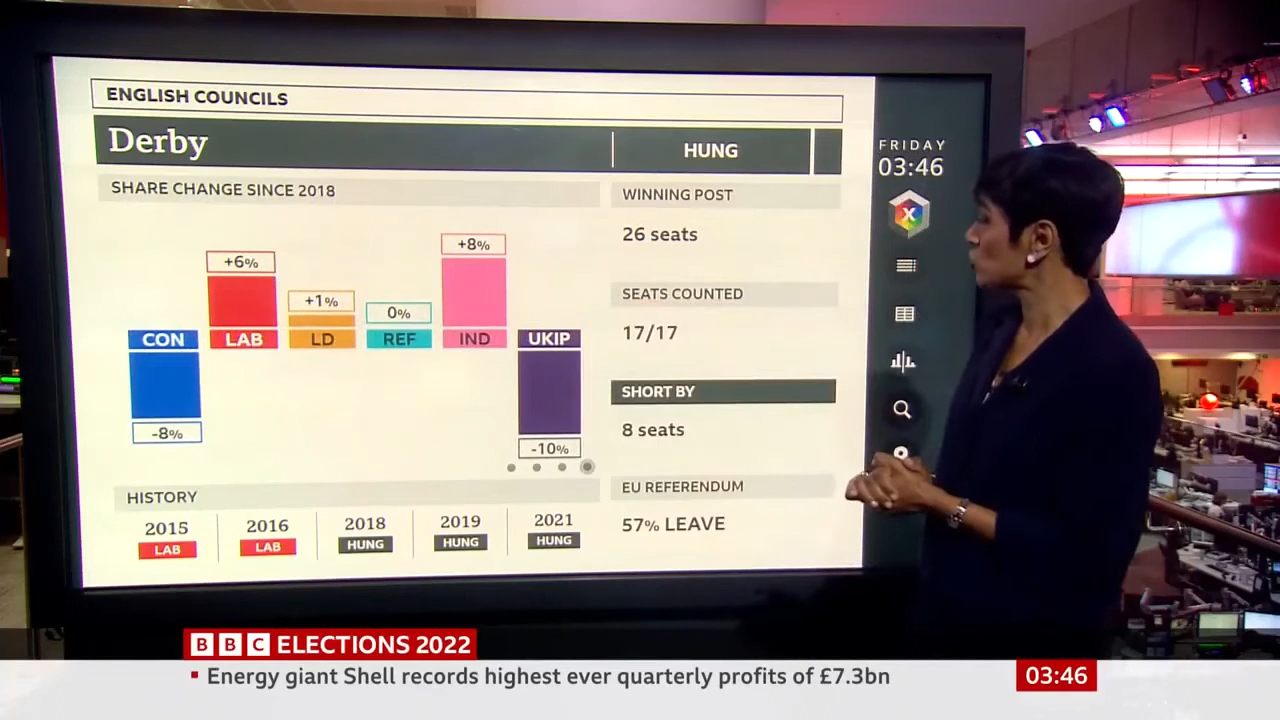 ENGLISH COUNCILS
Derby
HUNG
SHARE CHANGE SINCE 2018
+6%
+1%
0%
+8%
CON
LAB
LD
REF
IND
UKIP
-8%
-10%
HISTORY
2015
LAB
2016
LAB
2018
HUNG
2019
HUNG
2021
HUNG
WINNING POST
26 seats
SEATS COUNTED
17/17
SHORT BY
8 seats
EU REFERENDUM
57% LEAVE
FRIDAY
03:46
X
BBC ELECTIONS 2022
Energy giant Shell records highest ever quarterly profits of £7.3bn
03:46